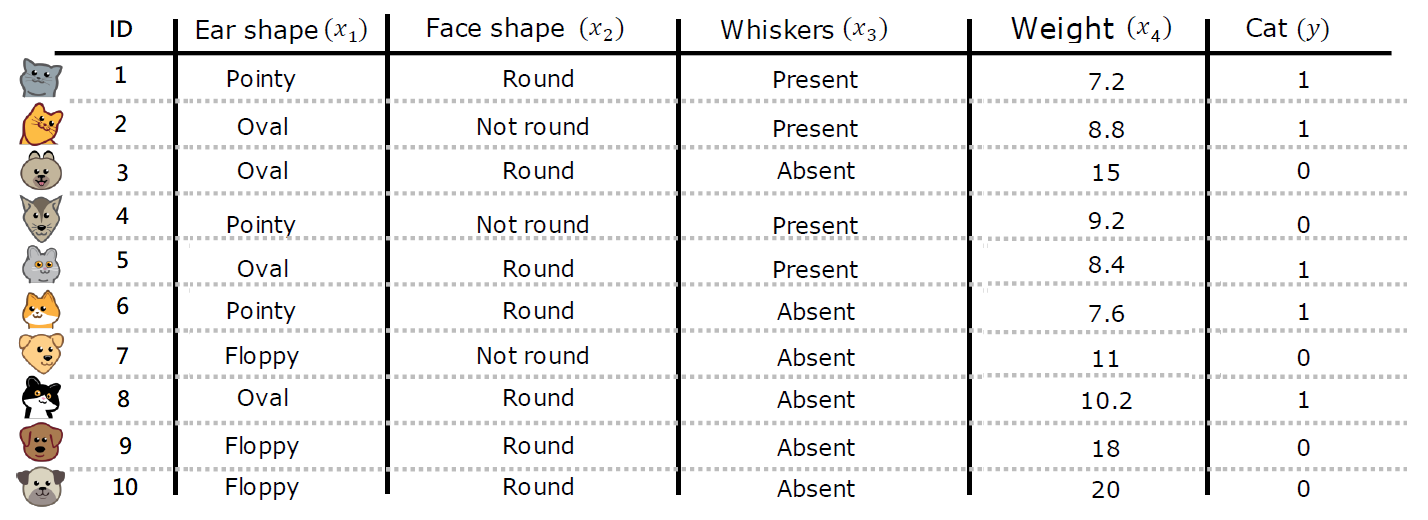 ID Ear shape (x₁) Face shape (x₂) Whiskers (x₃) Weight (x₄) Cat (y)
1 Pointy Round Present 7.2 1
2 Oval Not round Present 8.8 1
3 Oval Round Absent 15 0
4 Pointy Not round Present 9.2 0
5 Oval Round Present 8.4 1
6 Pointy Round Absent 7.6 1
7 Floppy Not round Absent 11 0
8 Oval Round Absent 10.2 1
9 Floppy Round Absent 18 0
10 Floppy Round Absent 20 0